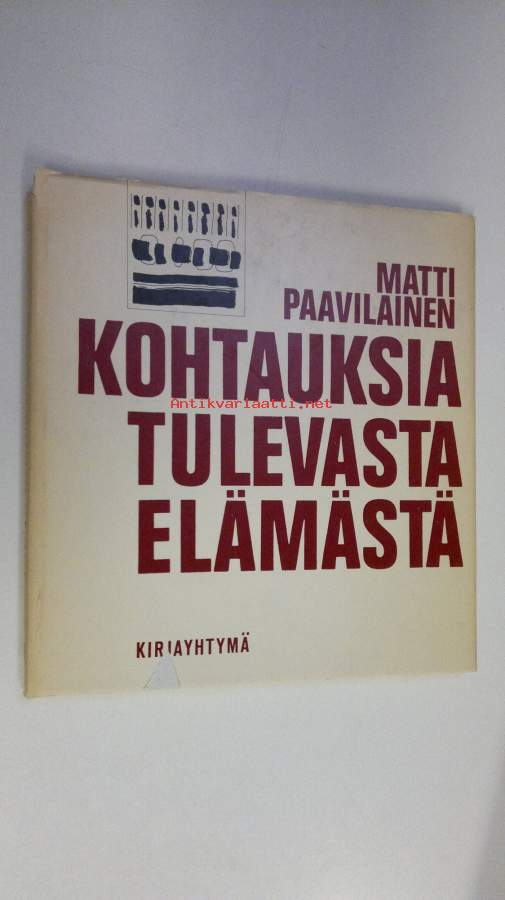 MATTI
PAAVILAINEN
KOHTAUKSIA
Antikvariaatti.net
TULEVASTA
ELÄMÄSTÄ
KIRJAYHTYMÄ